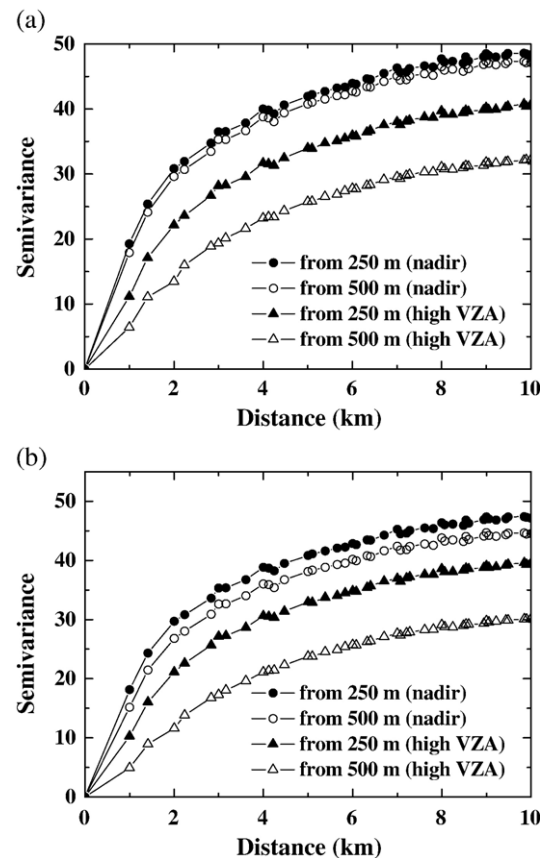 (a)
50
40
30
20
10
0
Semivariance
from 250 m (nadir)
from 500 m (nadir)
from 250 m (high VZA)
from 500 m (high VZA)
0 2 4 6 8 10
Distance (km)
(b)
50
40
30
20
10
0
Semivariance
from 250 m (nadir)
from 500 m (nadir)
from 250 m (high VZA)
from 500 m (high VZA)
0 2 4 6 8 10
Distance (km)